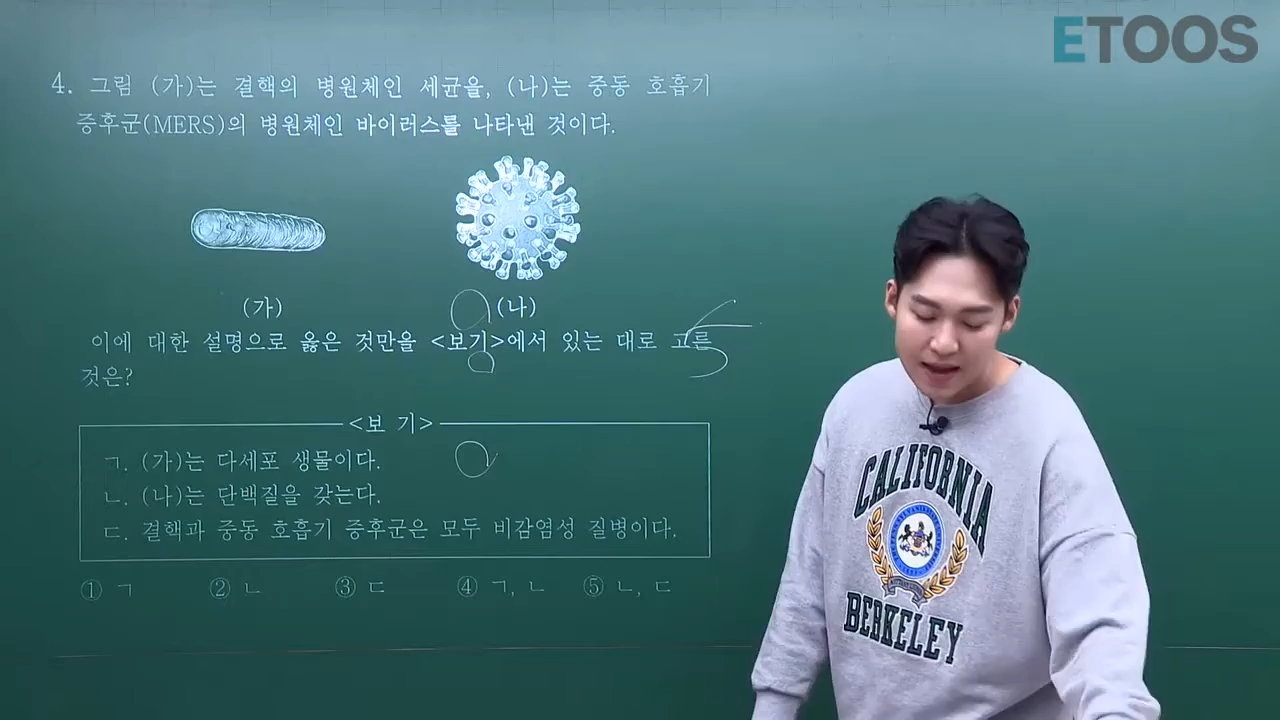 ETOOS
4. 그림 (가)는 결핵의 병원체인 세균을, (나)는 중동 호흡기
증후군(MERS)의 병원체인 바이러스를 나타낸 것이다.
(가)
(나)
이에 대한 설명으로 옳은 것만을 <보기>에서 있는 대로 고른
것은?
<보 기>
ㄱ. (가)는 다세포 생물이다.
ㄴ. (나)는 단백질을 갖는다.
ㄷ. 결핵과 중동 호흡기 증후군은 모두 비감염성 질병이다.
① ㄱ ② ㄴ ③ ㄷ ④ ㄱ, ㄴ ⑤ ㄴ, ㄷ
CALIFORNIA
BERKELEY